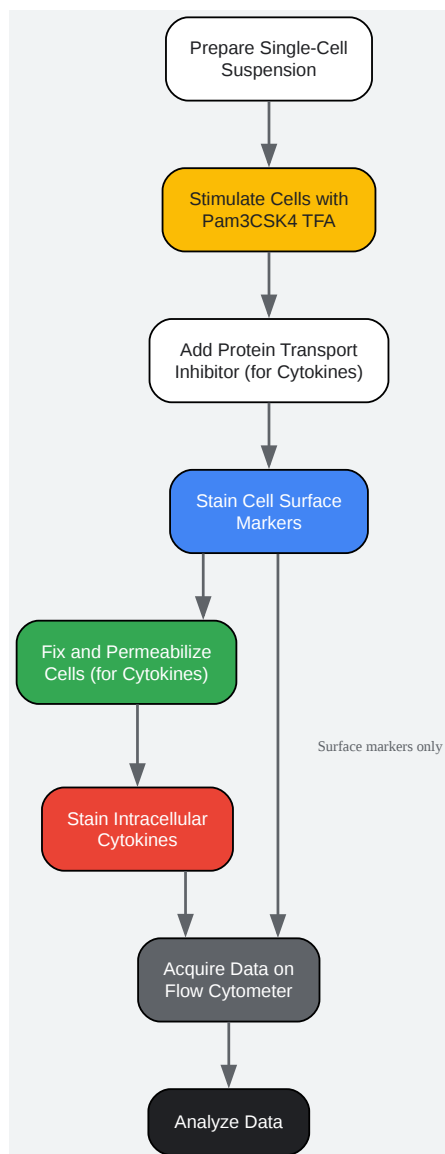 Prepare Single-Cell
Suspension
Stimulate Cells with
Pam3CSK4 TFA
Add Protein Transport
Inhibitor (for Cytokines)
Stain Cell Surface
Markers
Fix and Permeabilize
Cells (for Cytokines)
Surface markers only
Stain Intracellular
Cytokines
Acquire Data on
Flow Cytometer
Analyze Data